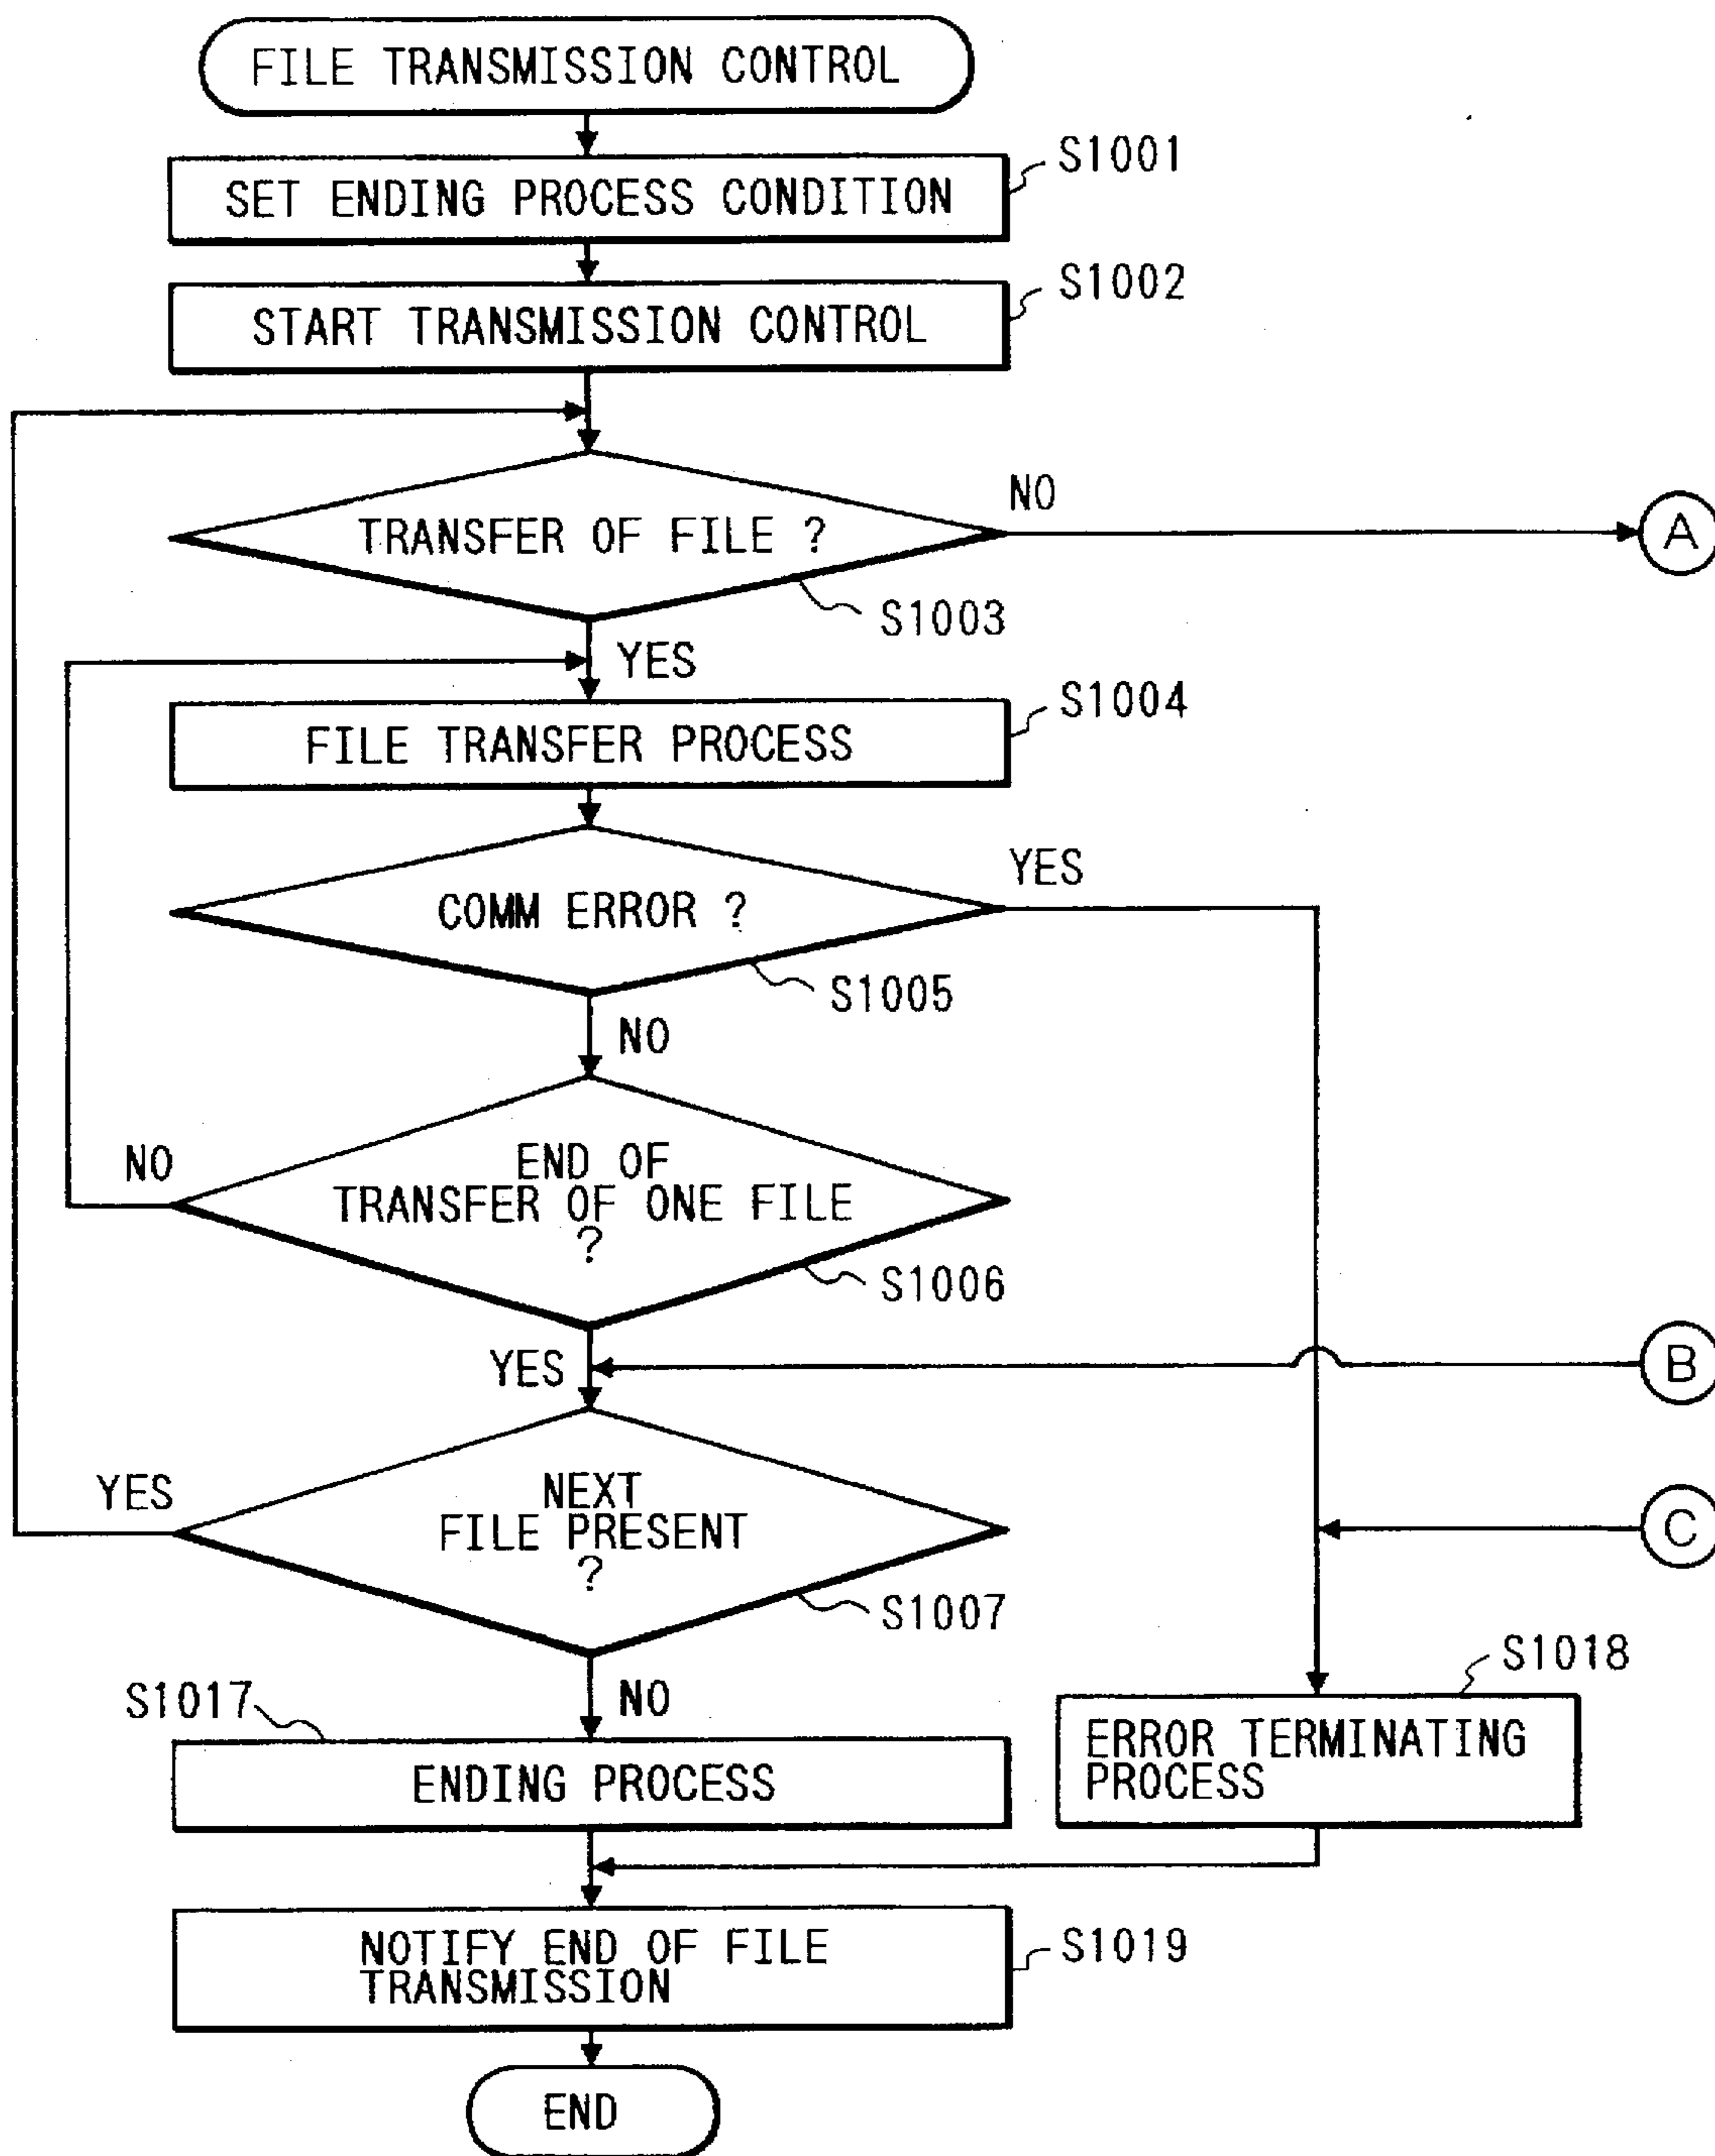 FILE TRANSMISSION CONTROL
S1001
SET ENDING PROCESS CONDITION
S1002
START TRANSMISSION CONTROL
NO
TRANSFER OF FILE ?
A
S1003
YES
S1004
FILE TRANSFER PROCESS
YES
COMM ERROR ?
S1005
NO
NO
END OF
TRANSFER OF ONE FILE
?
S1006
YES
B
YES
NEXT
FILE PRESENT
?
C
S1007
S1017
NO
S1018
ENDING PROCESS
ERROR TERMINATING
PROCESS
NOTIFY END OF FILE
TRANSMISSION
S1019
END